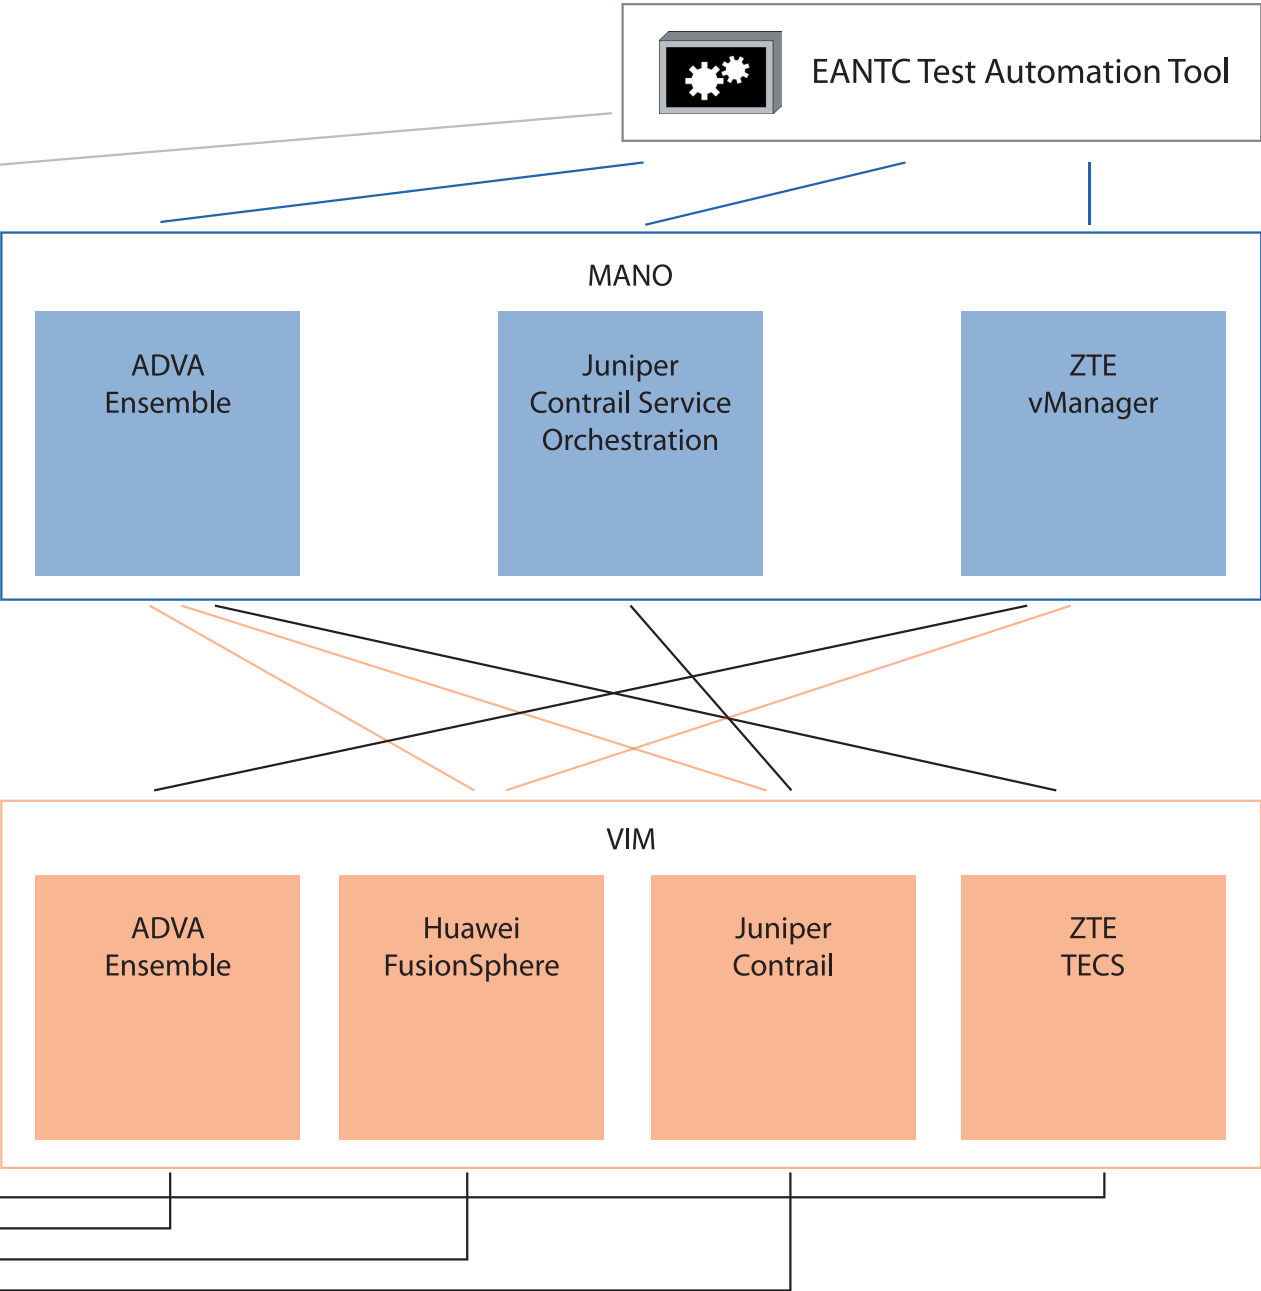 EANTC Test Automation Tool
MANO
ADVA
Ensemble
Juniper
Contrail Service
Orchestration
ZTE
vManager
VIM
ADVA
Ensemble
Huawei
FusionSphere
Juniper
Contrail
ZTE
TECS